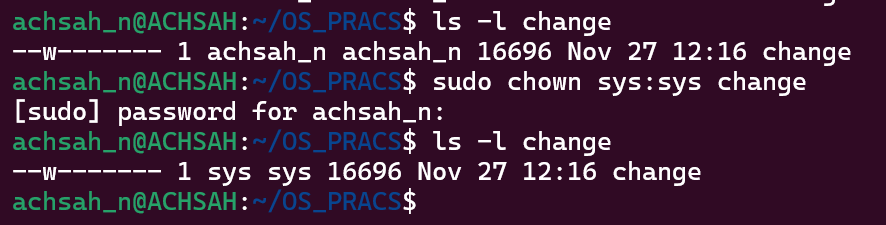 achsah_n@ACHSAH:~/OS_PRACS$ ls -l change
--w------- 1 achsah_n achsah_n 16696 Nov 27 12:16 change
achsah_n@ACHSAH:~/OS_PRACS$ sudo chown sys:sys change
[sudo] password for achsah_n:
achsah_n@ACHSAH:~/OS_PRACS$ ls -l change
--w------- 1 sys sys 16696 Nov 27 12:16 change
achsah_n@ACHSAH:~/OS_PRACS$